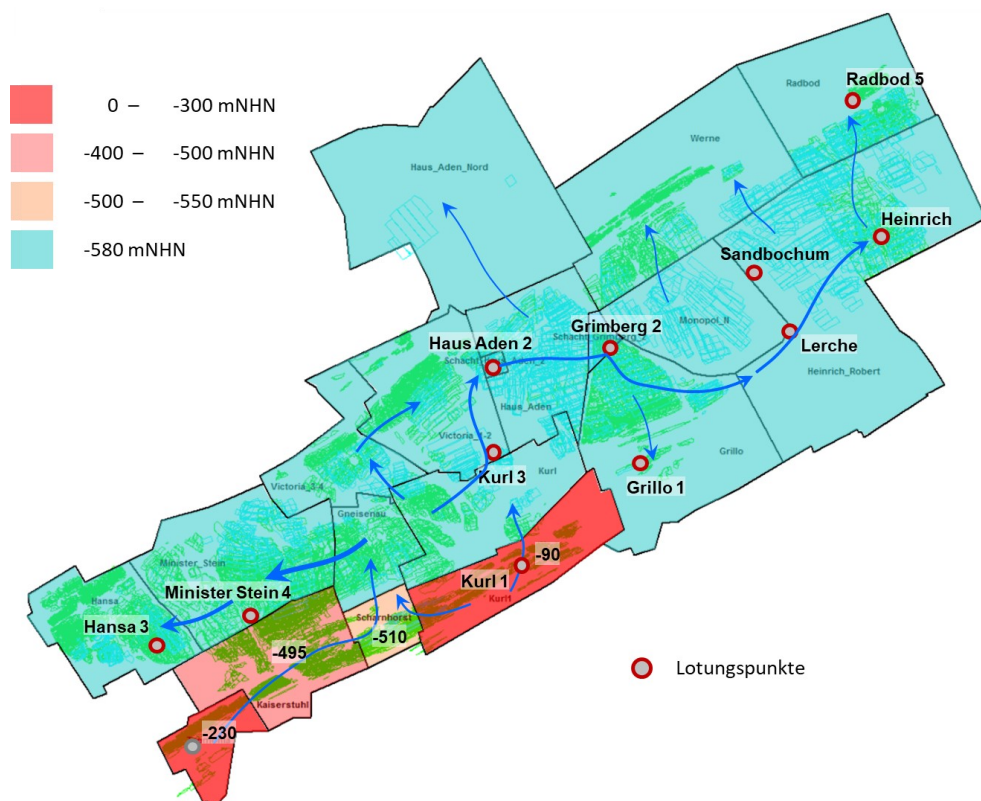 0 – -300 mNHN
-400 – -500 mNHN
-500 – -550 mNHN
-580 mNHN
Radbod
Radbod 5
Werne
Haus_Aden_Nord
Heinrich
Sandbochum
Grimberg 2
Monopol_N
Haus Aden 2
Lerche
Heinrich_Robert
Haus_Aden
Victoria_1-2
Kurl 3
Kurl
Grillo
Grillo 1
Victoria_3-4
Gneisenau
Minister_Stein
-90
Kurl 1
Kurl1
Minister Stein 4
Hansa
Hansa 3
Scharnhorst
-510
-495
Lotungspunkte
Kaiserstuhl
-230